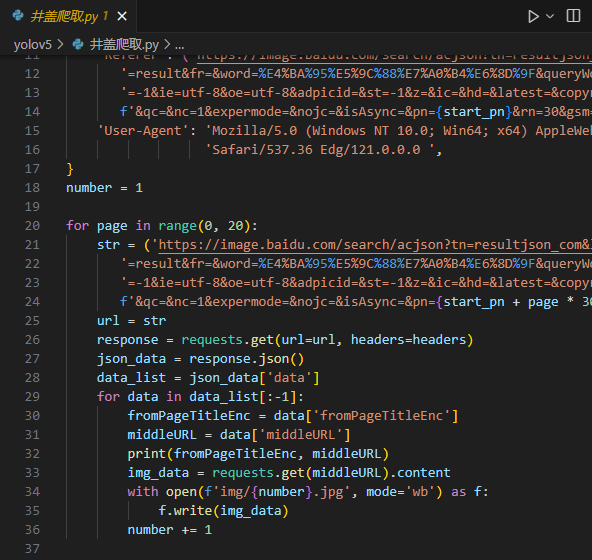 井盖爬取.py 1
yolov5 > 井盖爬取.py > ...
11 'Referer': ('https://image.baidu.com/search/acjson?tn=resultjson_
12 '=result&fr=&word=%E4%BA%95%E5%9C%88%E7%A0%B4%E6%8D%9F&queryWo
13 '=-1&ie=utf-8&oe=utf-8&adpicid=&st=-1&z=&ic=&hd=&latest=&copyr
14 f'&qc=&nc=1&expermode=&nojc=&isAsync=&pn={start_pn}&rn=30&gsm=
15 'User-Agent': 'Mozilla/5.0 (Windows NT 10.0; Win64; x64) AppleWeb
16 'Safari/537.36 Edg/121.0.0.0 ',
17 }
18 number = 1
19
20 for page in range(0, 20):
21 str = ('https://image.baidu.com/search/acjson?tn=resultjson_com&l
22 '=result&fr=&word=%E4%BA%95%E5%9C%88%E7%A0%B4%E6%8D%9F&queryWo
23 '=-1&ie=utf-8&oe=utf-8&adpicid=&st=-1&z=&ic=&hd=&latest=&copyr
24 f'&qc=&nc=1&expermode=&nojc=&isAsync=&pn={start_pn + page * 30
25 url = str
26 response = requests.get(url=url, headers=headers)
27 json_data = response.json()
28 data_list = json_data['data']
29 for data in data_list[:-1]:
30 fromPageTitleEnc = data['fromPageTitleEnc']
31 middleURL = data['middleURL']
32 print(fromPageTitleEnc, middleURL)
33 img_data = requests.get(middleURL).content
34 with open(f'img/{number}.jpg', mode='wb') as f:
35 f.write(img_data)
36 number += 1
37